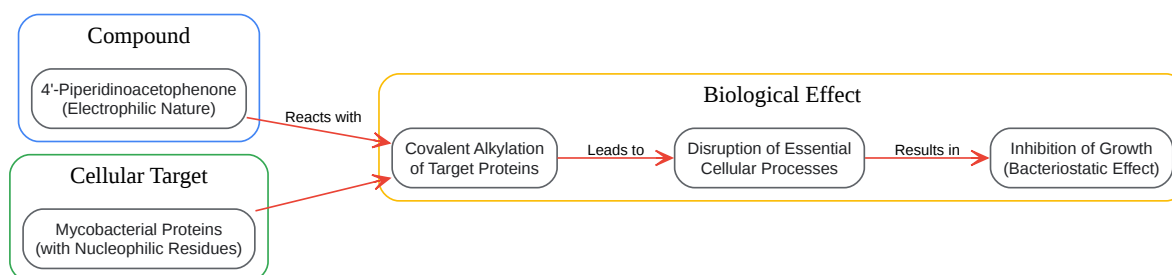 Compound
4'-Piperidinoacetophenone
(Electrophilic Nature)
Reacts with
Cellular Target
Mycobacterial Proteins
(with Nucleophilic Residues)
Biological Effect
Covalent Alkylation
of Target Proteins
Leads to
Disruption of Essential
Cellular Processes
Results in
Inhibition of Growth
(Bacteriostatic Effect)